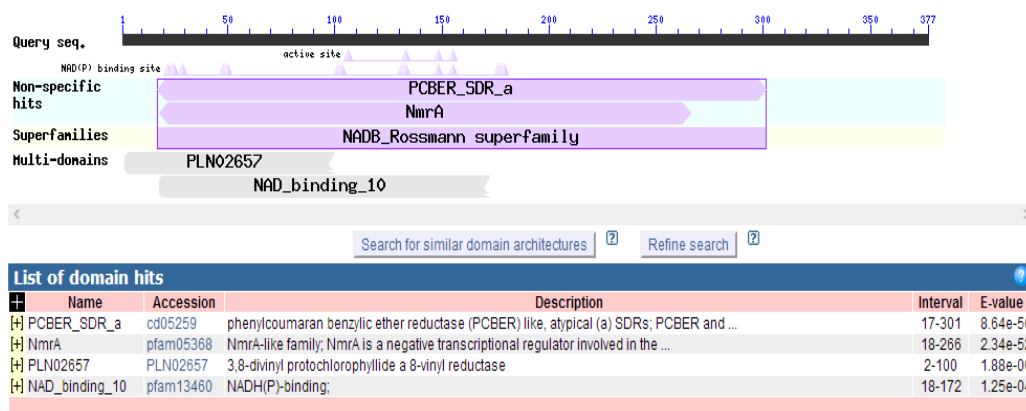 1 50 100 150 200 250 300 350 377
Query seq.
active site
NAD(P) binding site
Non-specific hits PCBER_SDR_a
NmrA
Superfamilies NADB_Rossmann superfamily
Multi-domains PLN02657
NAD_binding_10
Search for similar domain architectures ? Refine search ?
List of domain hits ?
+ Name Accession Description Interval E-value
[+] PCBER_SDR_a cd05259 phenylcoumaran benzylic ether reductase (PCBER) like, atypical (a) SDRs; PCBER and ... 17-301
[+] NmrA pfam05368 NmrA-like family; NmrA is a negative transcriptional regulator involved in the ... 18-266
[+] PLN02657 PLN02657 3,8-divinyl protochlorophyllide a 8-vinyl reductase 2-100
[+] NAD_binding_10 pfam13460 NADH(P)-binding; 18-172